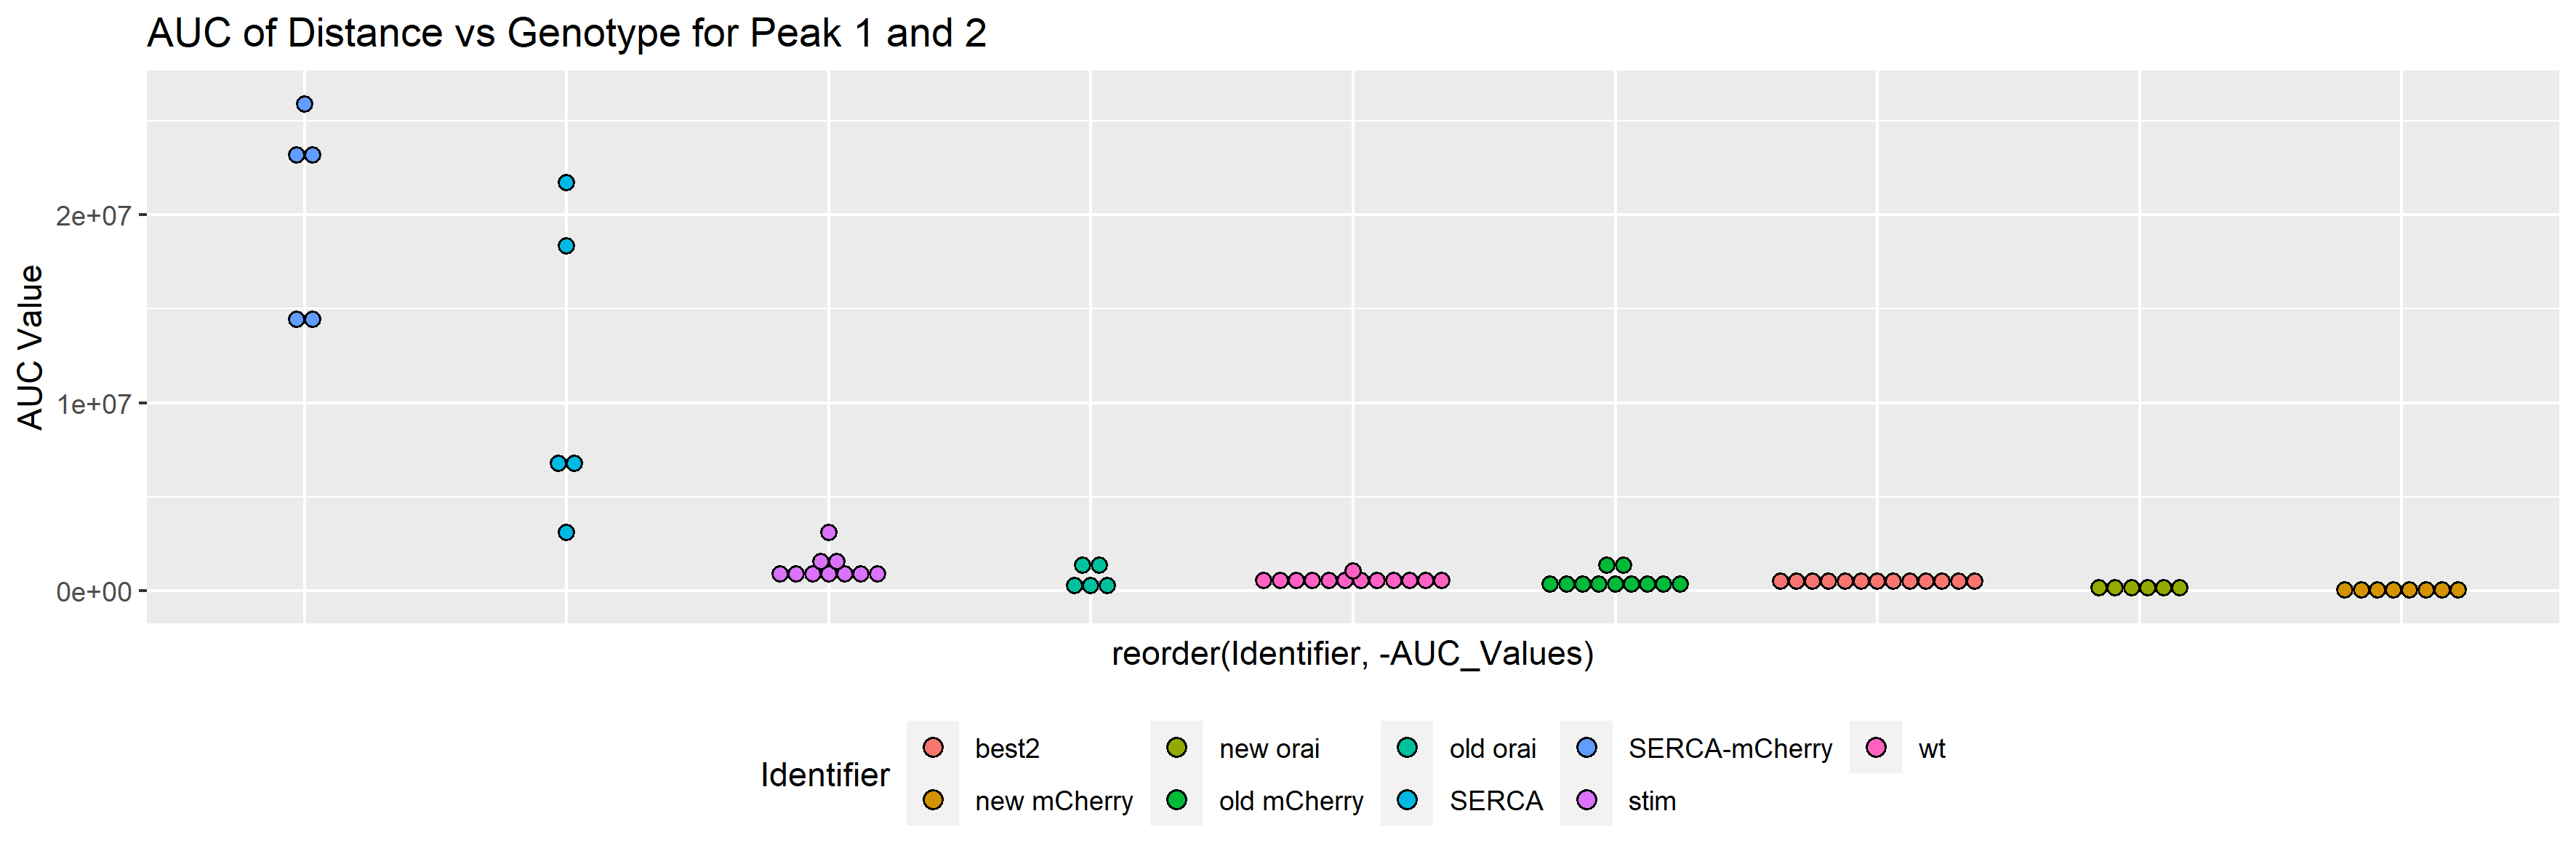 AUC of Distance vs Genotype for Peak 1 and 2
AUC Value
2e+07
1e+07
0e+00
reorder(Identifier, -AUC_Values)
Identifier
best2
new orai
old orai
SERCA-mCherry
wt
new mCherry
old mCherry
SERCA
stim